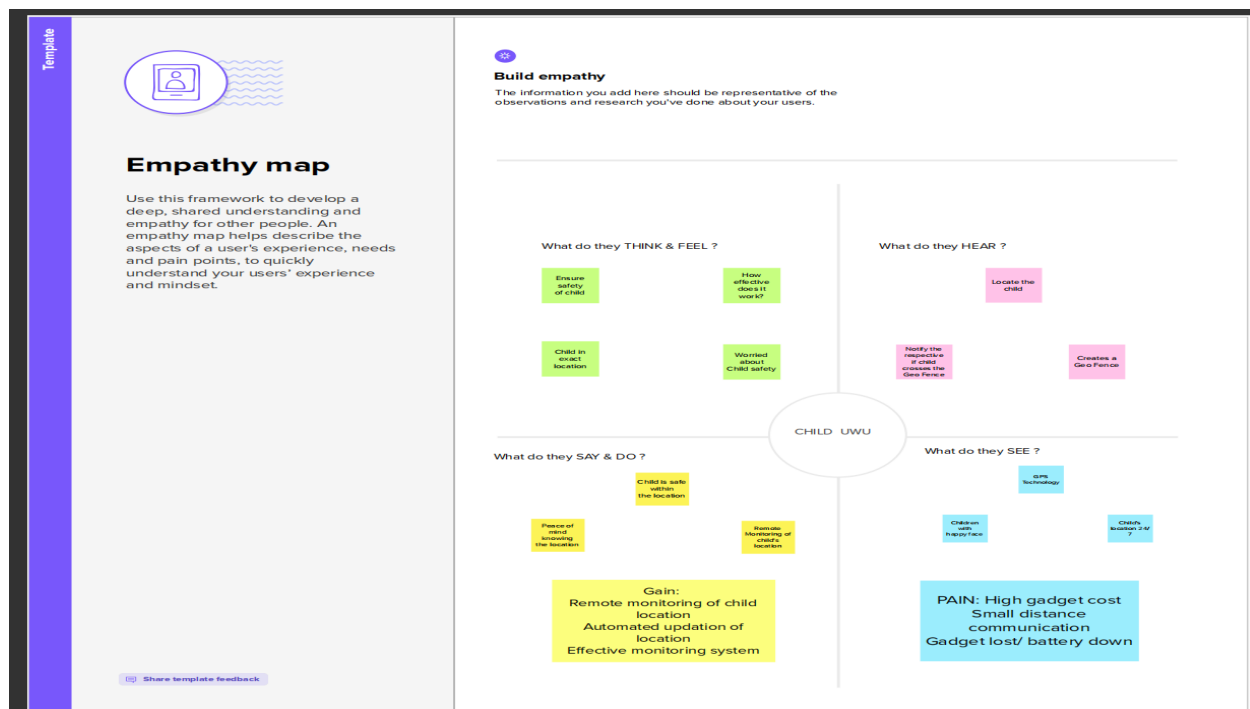 Template
Empathy map
Use this framework to develop a
deep, shared understanding and
empathy for other people. An
empathy map helps describe the
aspects of a user's experience, needs
and pain points, to quickly
understand your users' experience
and mindset.
Share template feedback
Build empathy
The information you add here should be representative of the
observations and research you've done about your users.
What do they THINK & FEEL ?
Ensure
safety
of child
How
effective
does it
work?
Child in
exact
location
Worried
about
Child safety
What do they HEAR ?
Locate the
child
Notify the
respective
if child
crosses the
Geo Fence
Creates a
Geo Fence
CHILD UWU
What do they SAY & DO ?
Child is safe
within
the location
Peace of
mind
knowing
the location
Remote
Monitoring of
child's
location
Gain:
Remote monitoring of child
location
Automated updation of
location
Effective monitoring system
What do they SEE ?
GPS
Technology
Children
with
happy face
Child's
location 24/
7
PAIN: High gadget cost
Small distance
communication
Gadget lost/ battery down